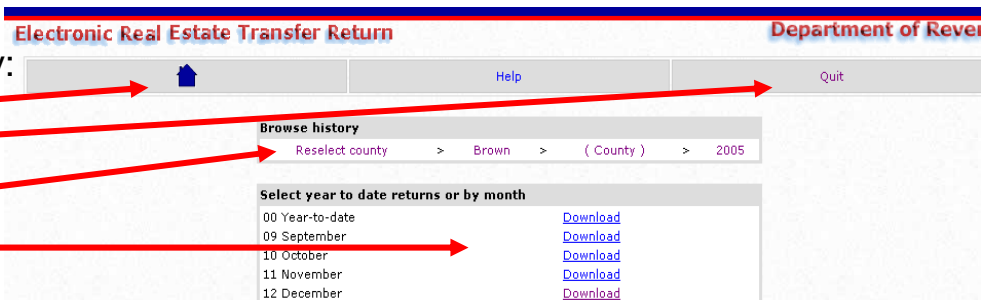 Electronic Real Estate Transfer Return Department of Rever
y:
Help Quit
Browse history
Reselect county > Brown > ( County ) > 2005
Select year to date returns or by month
00 Year-to-date Download
09 September Download
10 October Download
11 November Download
12 December Download